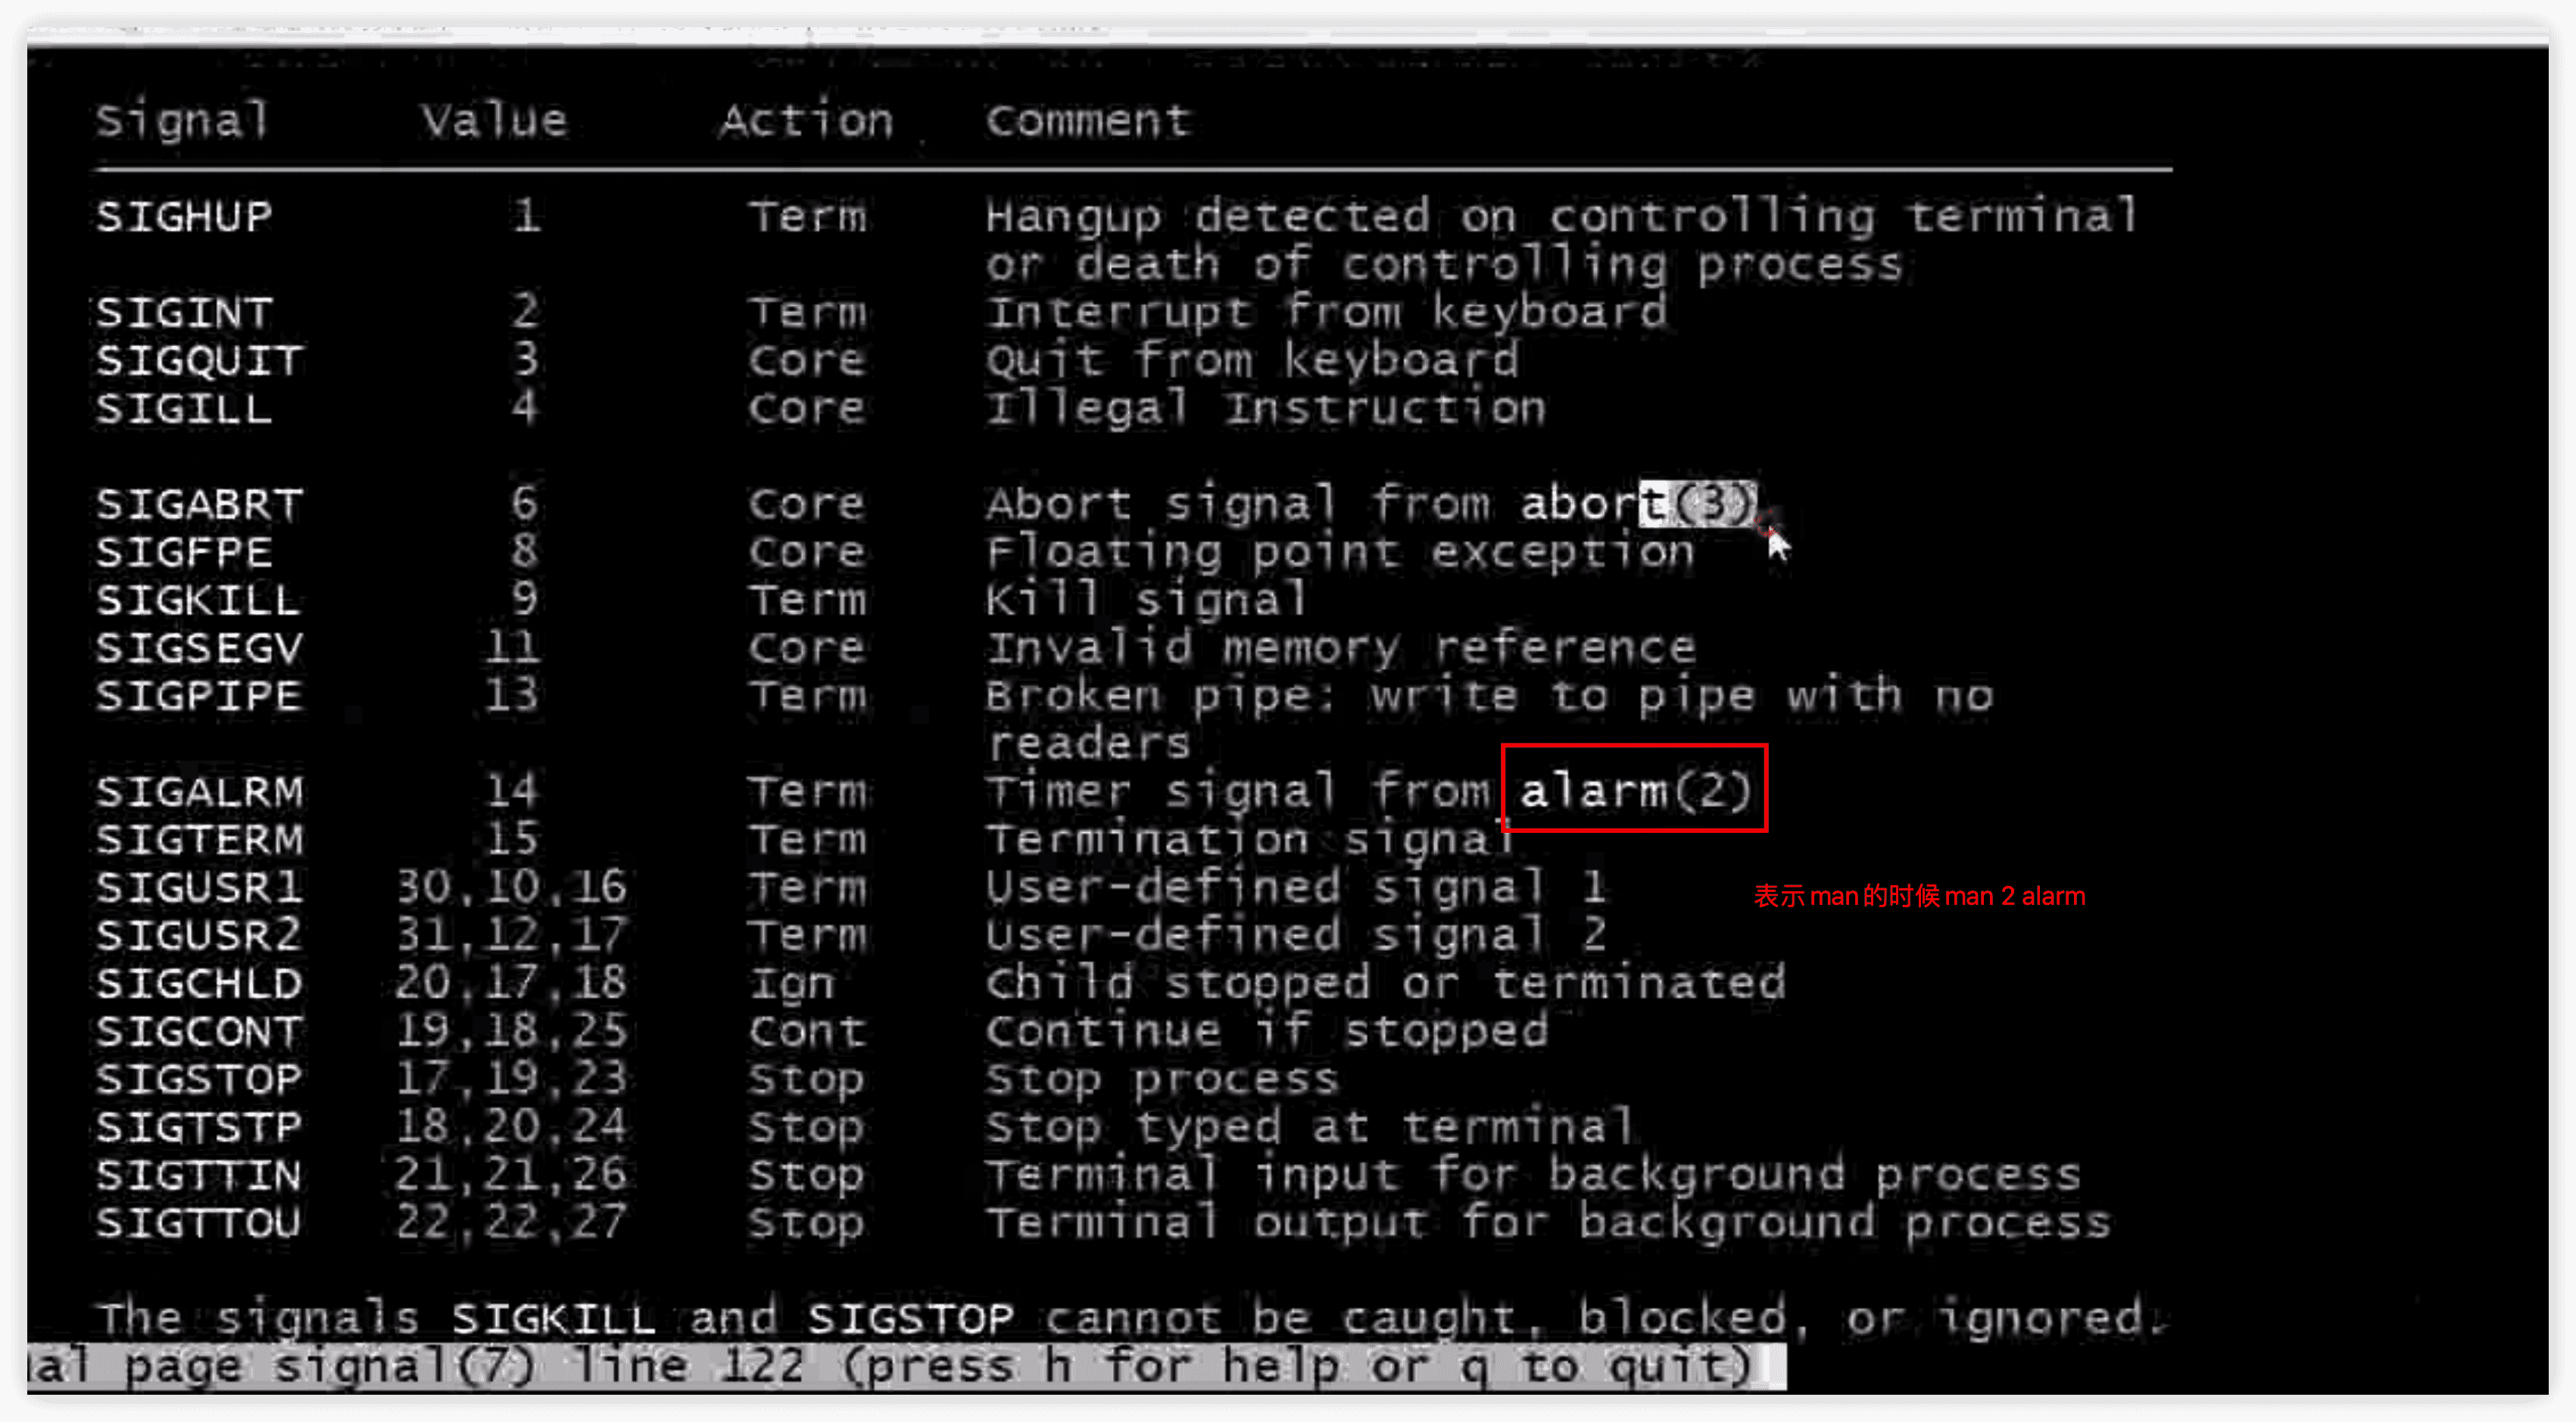 Signal Value Action Comment
SIGHUP 1 Term Hangup detected on controlling terminal
or death of controlling process
SIGINT 2 Term Interrupt from keyboard
SIGQUIT 3 Core Quit from keyboard
SIGILL 4 Core Illegal Instruction
SIGABRT 6 Core Abort signal from abort(3)
SIGFPE 8 Core Floating point exception
SIGKILL 9 Term Kill signal
SIGSEGV 11 Core Invalid memory reference
SIGPIPE 13 Term Broken pipe: write to pipe with no
readers
SIGALRM 14 Term Timer signal from alarm(2)
SIGTERM 15 Term Termination signal
SIGUSR1 30,10,16 Term User-defined signal 1
表示man的时候man 2 alarm
SIGUSR2 31,12,17 Term User-defined signal 2
SIGCHLD 20,17,18 Ign Child stopped or terminated
SIGCONT 19,18,25 Cont Continue if stopped
SIGSTOP 17,19,23 Stop Stop process
SIGTSTP 18,20,24 Stop Stop typed at terminal
SIGTTIN 21,21,26 Stop Terminal input for background process
SIGTTOU 22,22,27 Stop Terminal output for background process
The signals SIGKILL and SIGSTOP cannot be caught, blocked, or ignored.
ual page signal(7) line 122 (press h for help or q to quit)